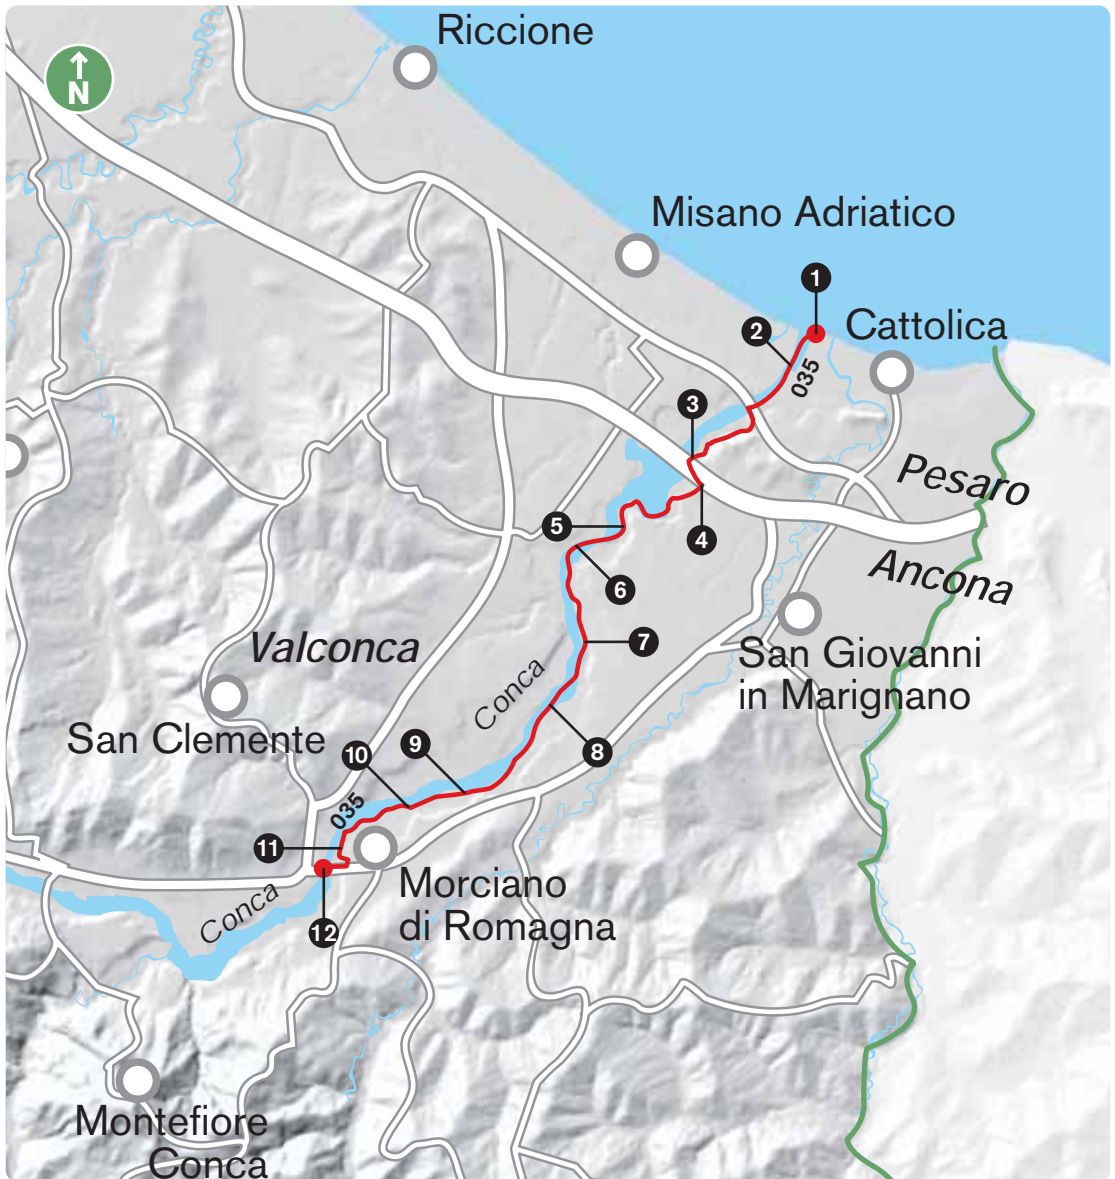 Riccione
N
Misano Adriatico
1
2
Cattolica
035
3
Pesaro
5
4
Ancona
6
7
Valconca
San Giovanni
in Marignano
Conca
San Clemente
10
9
8
035
11
Morciano
di Romagna
Conca
12
Montefiore
Conca